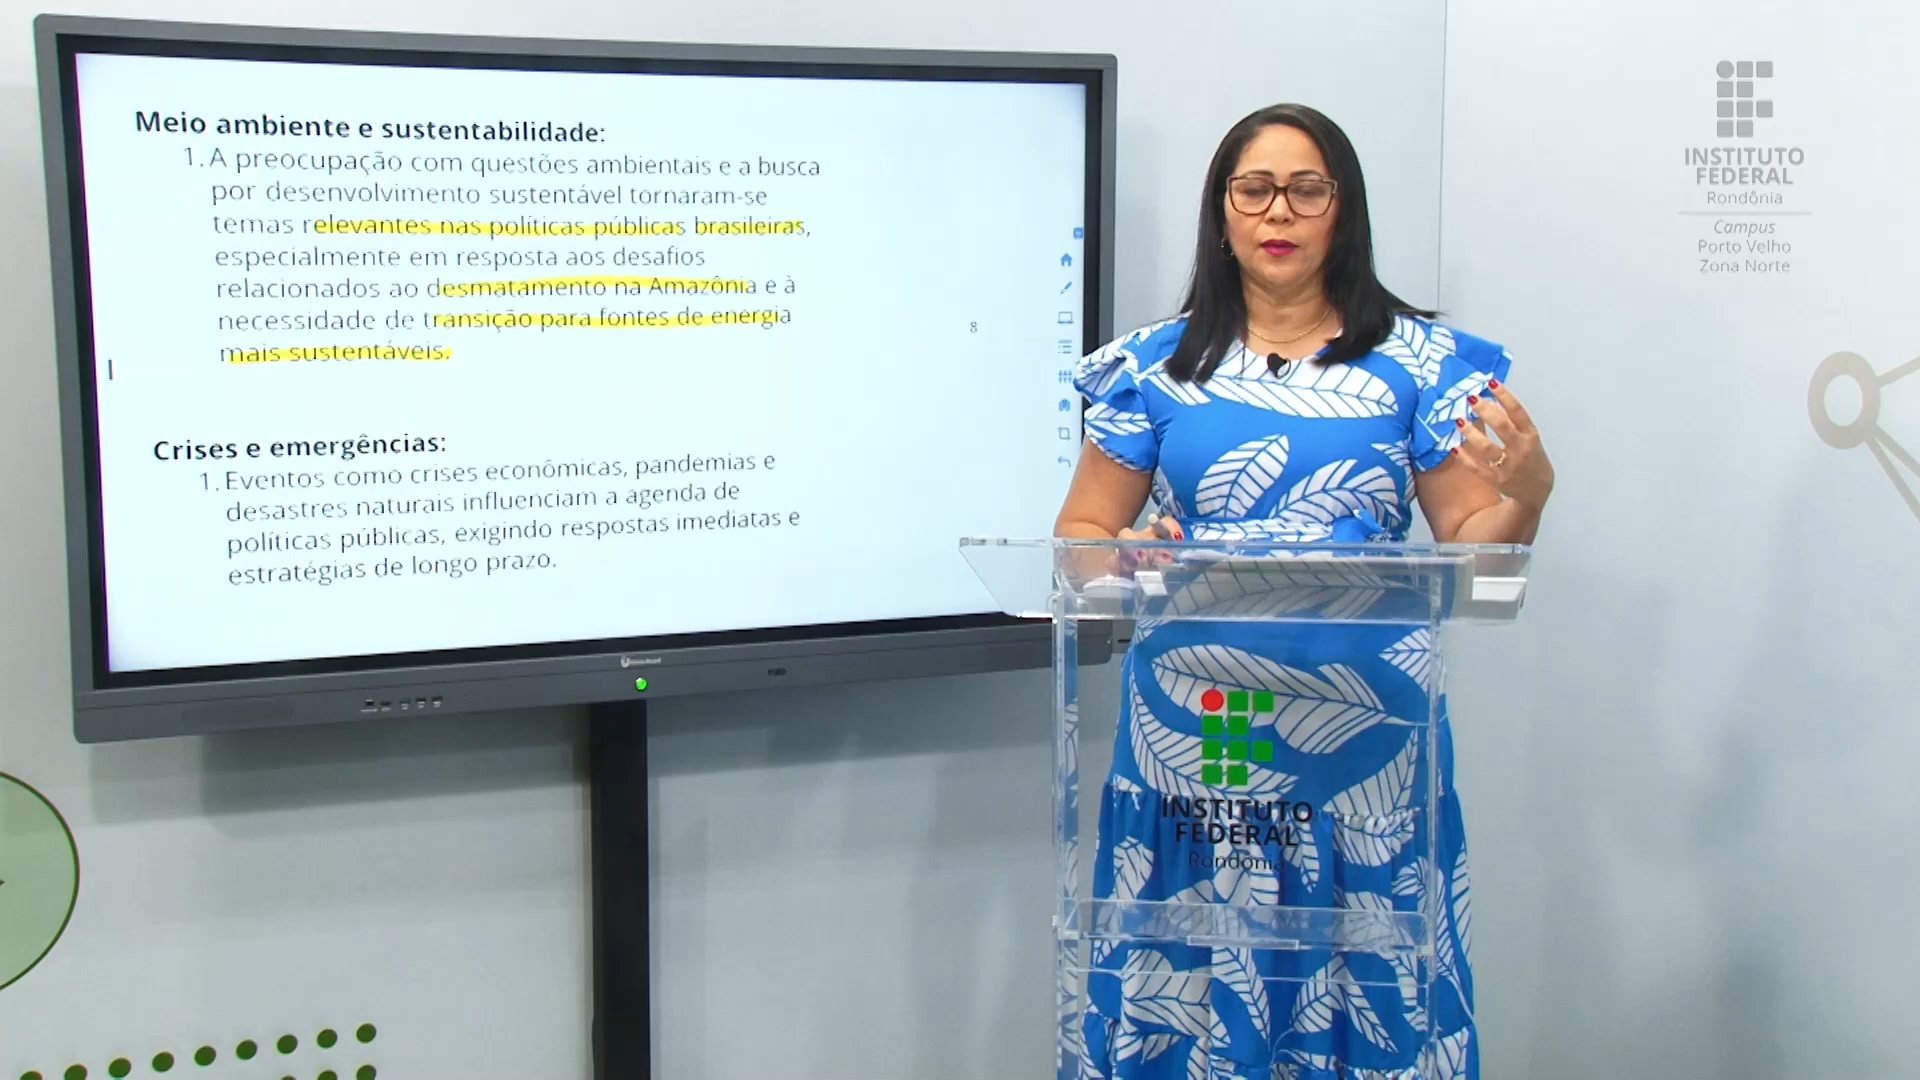 Meio ambiente e sustentabilidade:
1. A preocupação com questões ambientais e a busca
por desenvolvimento sustentável tornaram-se
temas relevantes nas políticas públicas brasileiras,
especialmente em resposta aos desafios
relacionados ao desmatamento na Amazônia e à
necessidade de transição para fontes de energia
mais sustentáveis.
8
Crises e emergências:
1. Eventos como crises econômicas, pandemias e
desastres naturais influenciam a agenda de
políticas públicas, exigindo respostas imediatas e
estratégias de longo prazo.
INSTITUTO
FEDERAL
Rondônia
Campus
Porto Velho
Zona Norte
INSTITUTO
FEDERAL
Rondônia